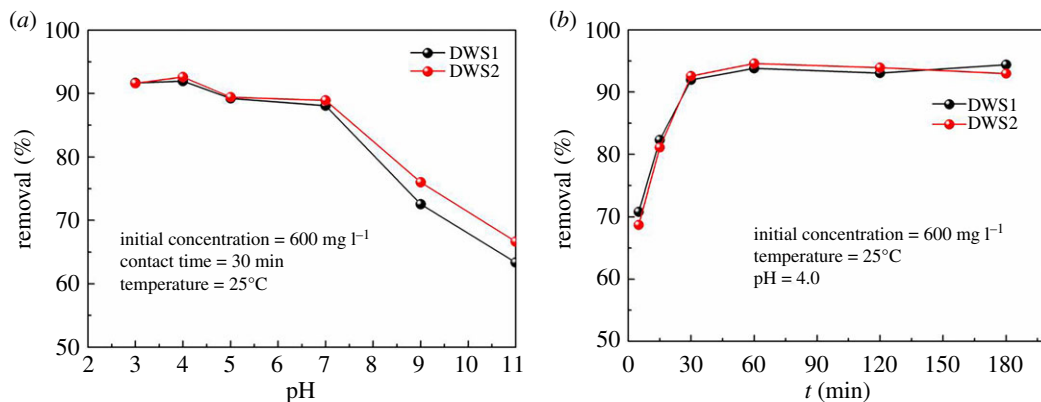 (a)
100
90
80
70
60
50
removal (%)
DWS1
DWS2
initial concentration = 600 mg l⁻¹
contact time = 30 min
temperature = 25°C
2 3 4 5 6 7 8 9 10 11
pH
(b)
100
90
80
70
60
50
removal (%)
DWS1
DWS2
initial concentration = 600 mg l⁻¹
temperature = 25°C
pH = 4.0
0 30 60 90 120 150 180
t (min)